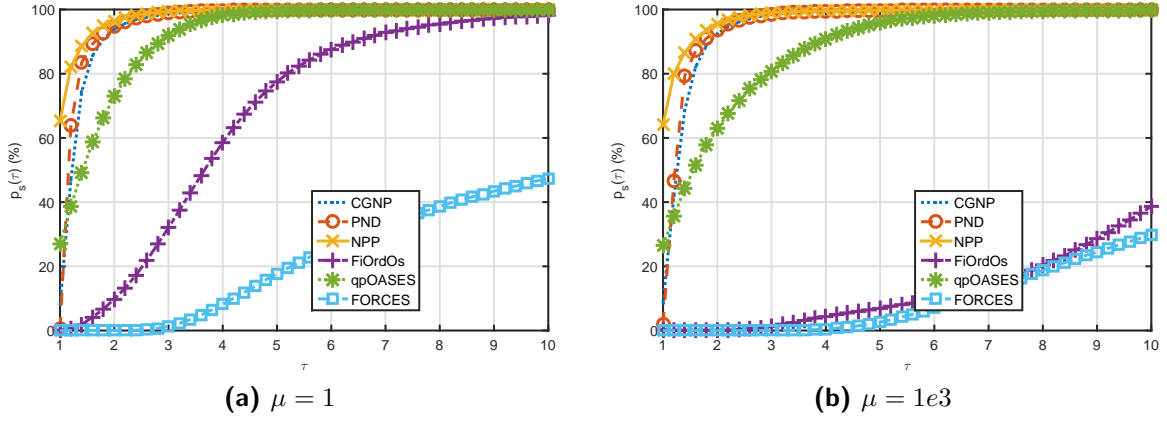 100
80
60
40
20
0
p_s(τ) (%)
1 2 3 4 5 6 7 8 9 10
τ
CGNP
PND
NPP
FiOrdOs
qpOASES
FORCES
(a) μ = 1
100
80
60
40
20
0
p_s(τ) (%)
1 2 3 4 5 6 7 8 9 10
τ
CGNP
PND
NPP
FiOrdOs
qpOASES
FORCES
(b) μ = 1e3